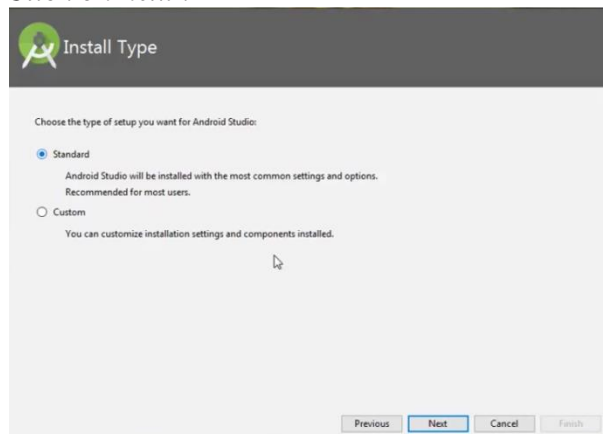 Install Type
Choose the type of setup you want for Android Studio:
Standard
Android Studio will be installed with the most common settings and options.
Recommended for most users.
Custom
You can customize installation settings and components installed.
Previous Next Cancel Finish